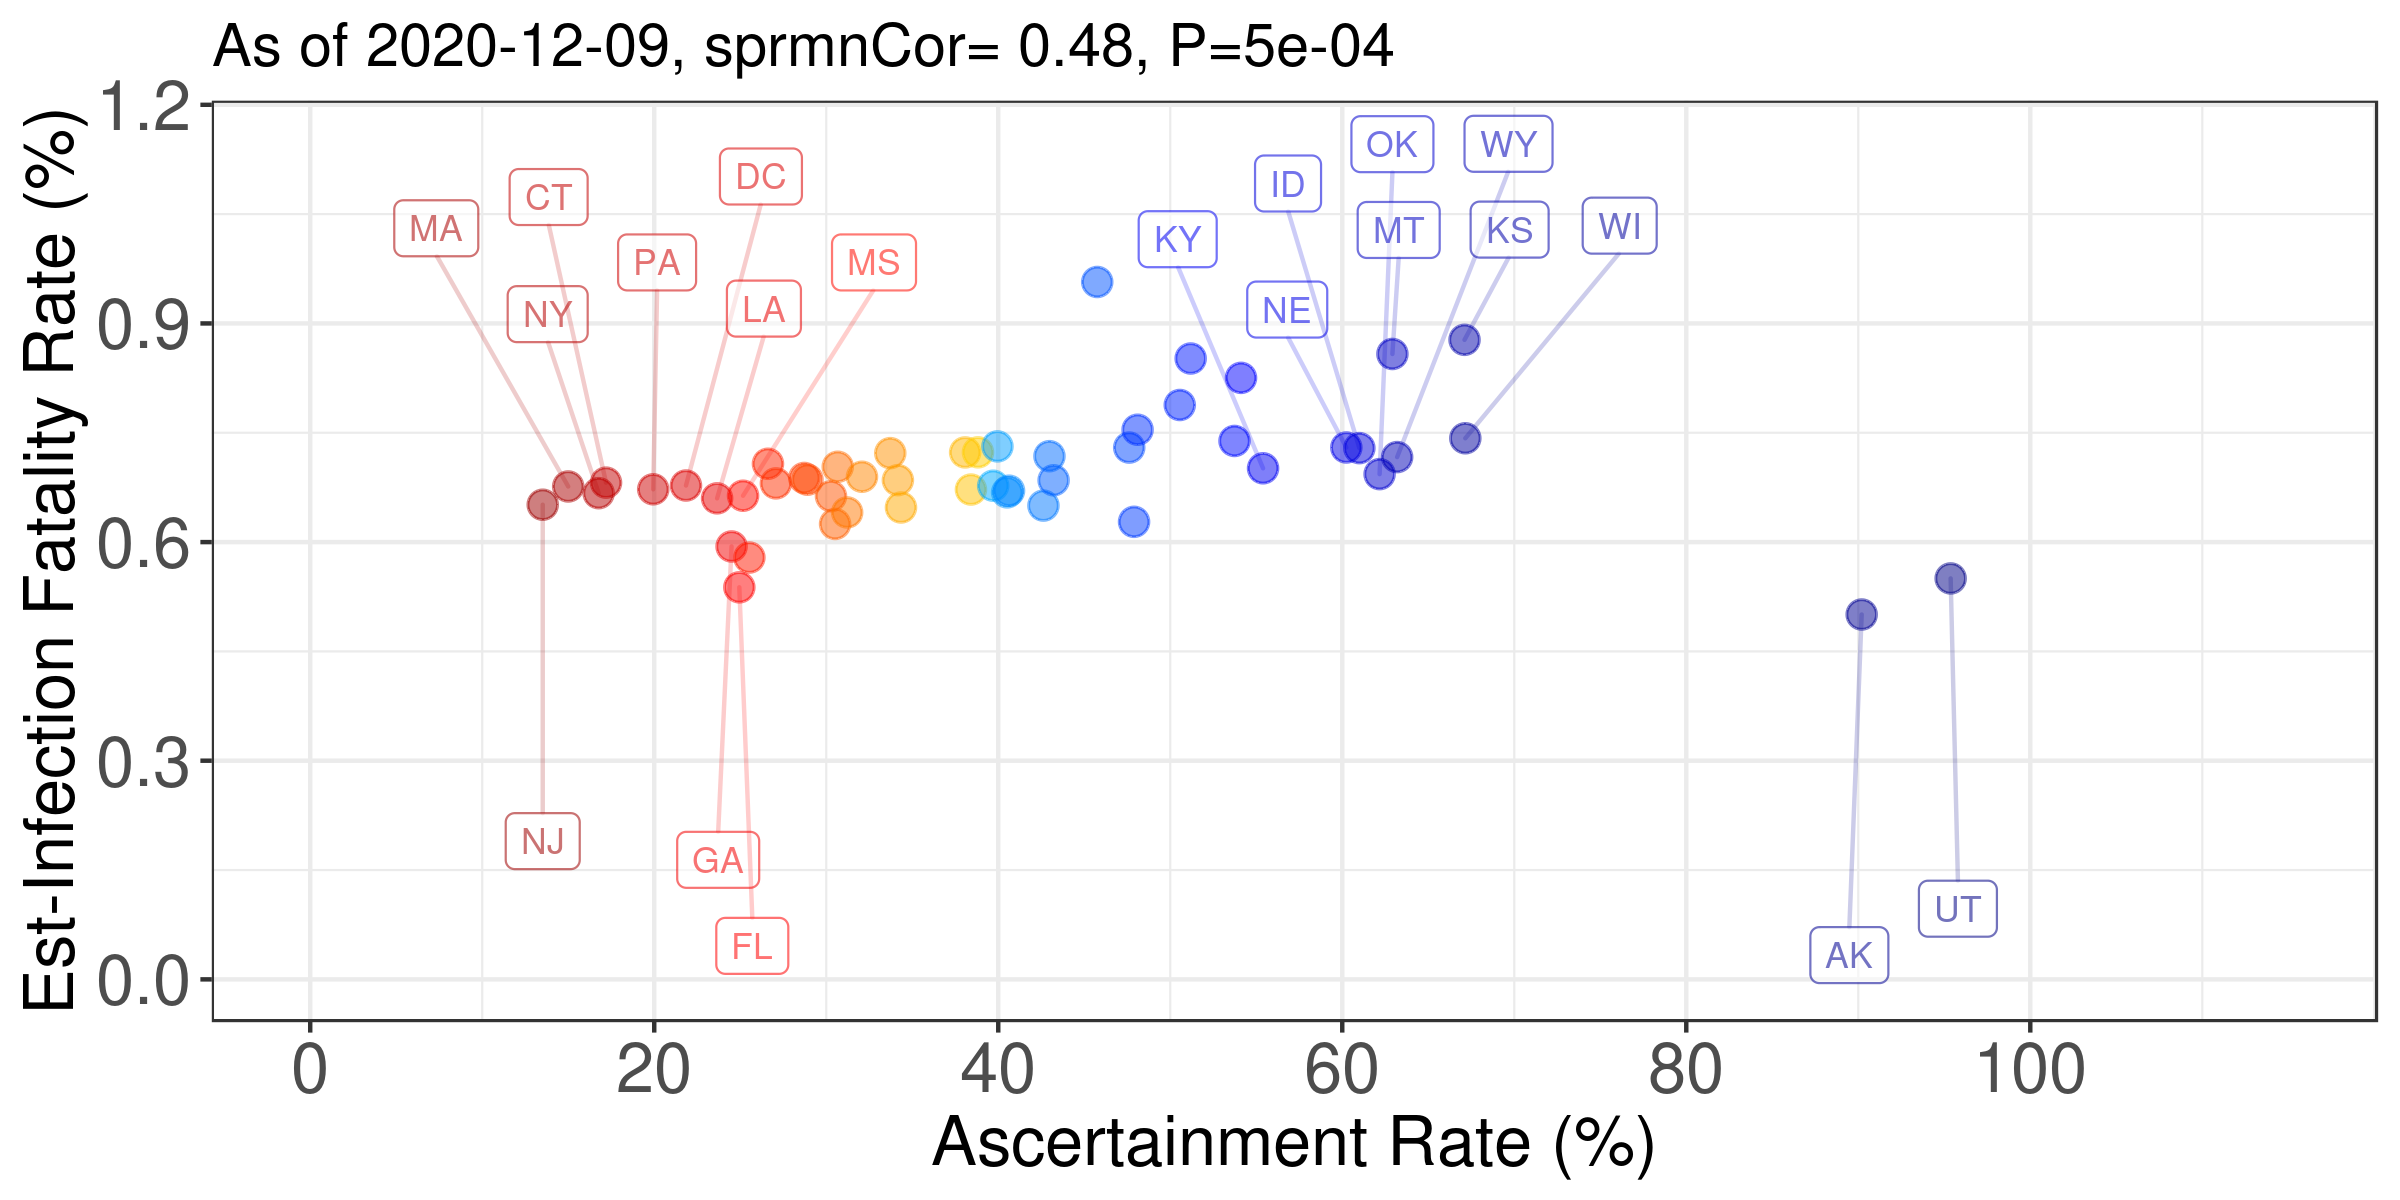 As of 2020-12-09, sprmnCor= 0.48, P=5e-04
Est-Infection Fatality Rate (%)
1.2
0.9
0.6
0.3
0.0
MA
CT
NY
PA
DC
LA
MS
KY
ID
NE
OK
MT
WY
KS
WI
NJ
GA
FL
AK
UT
0
20
40
60
80
100
Ascertainment Rate (%)